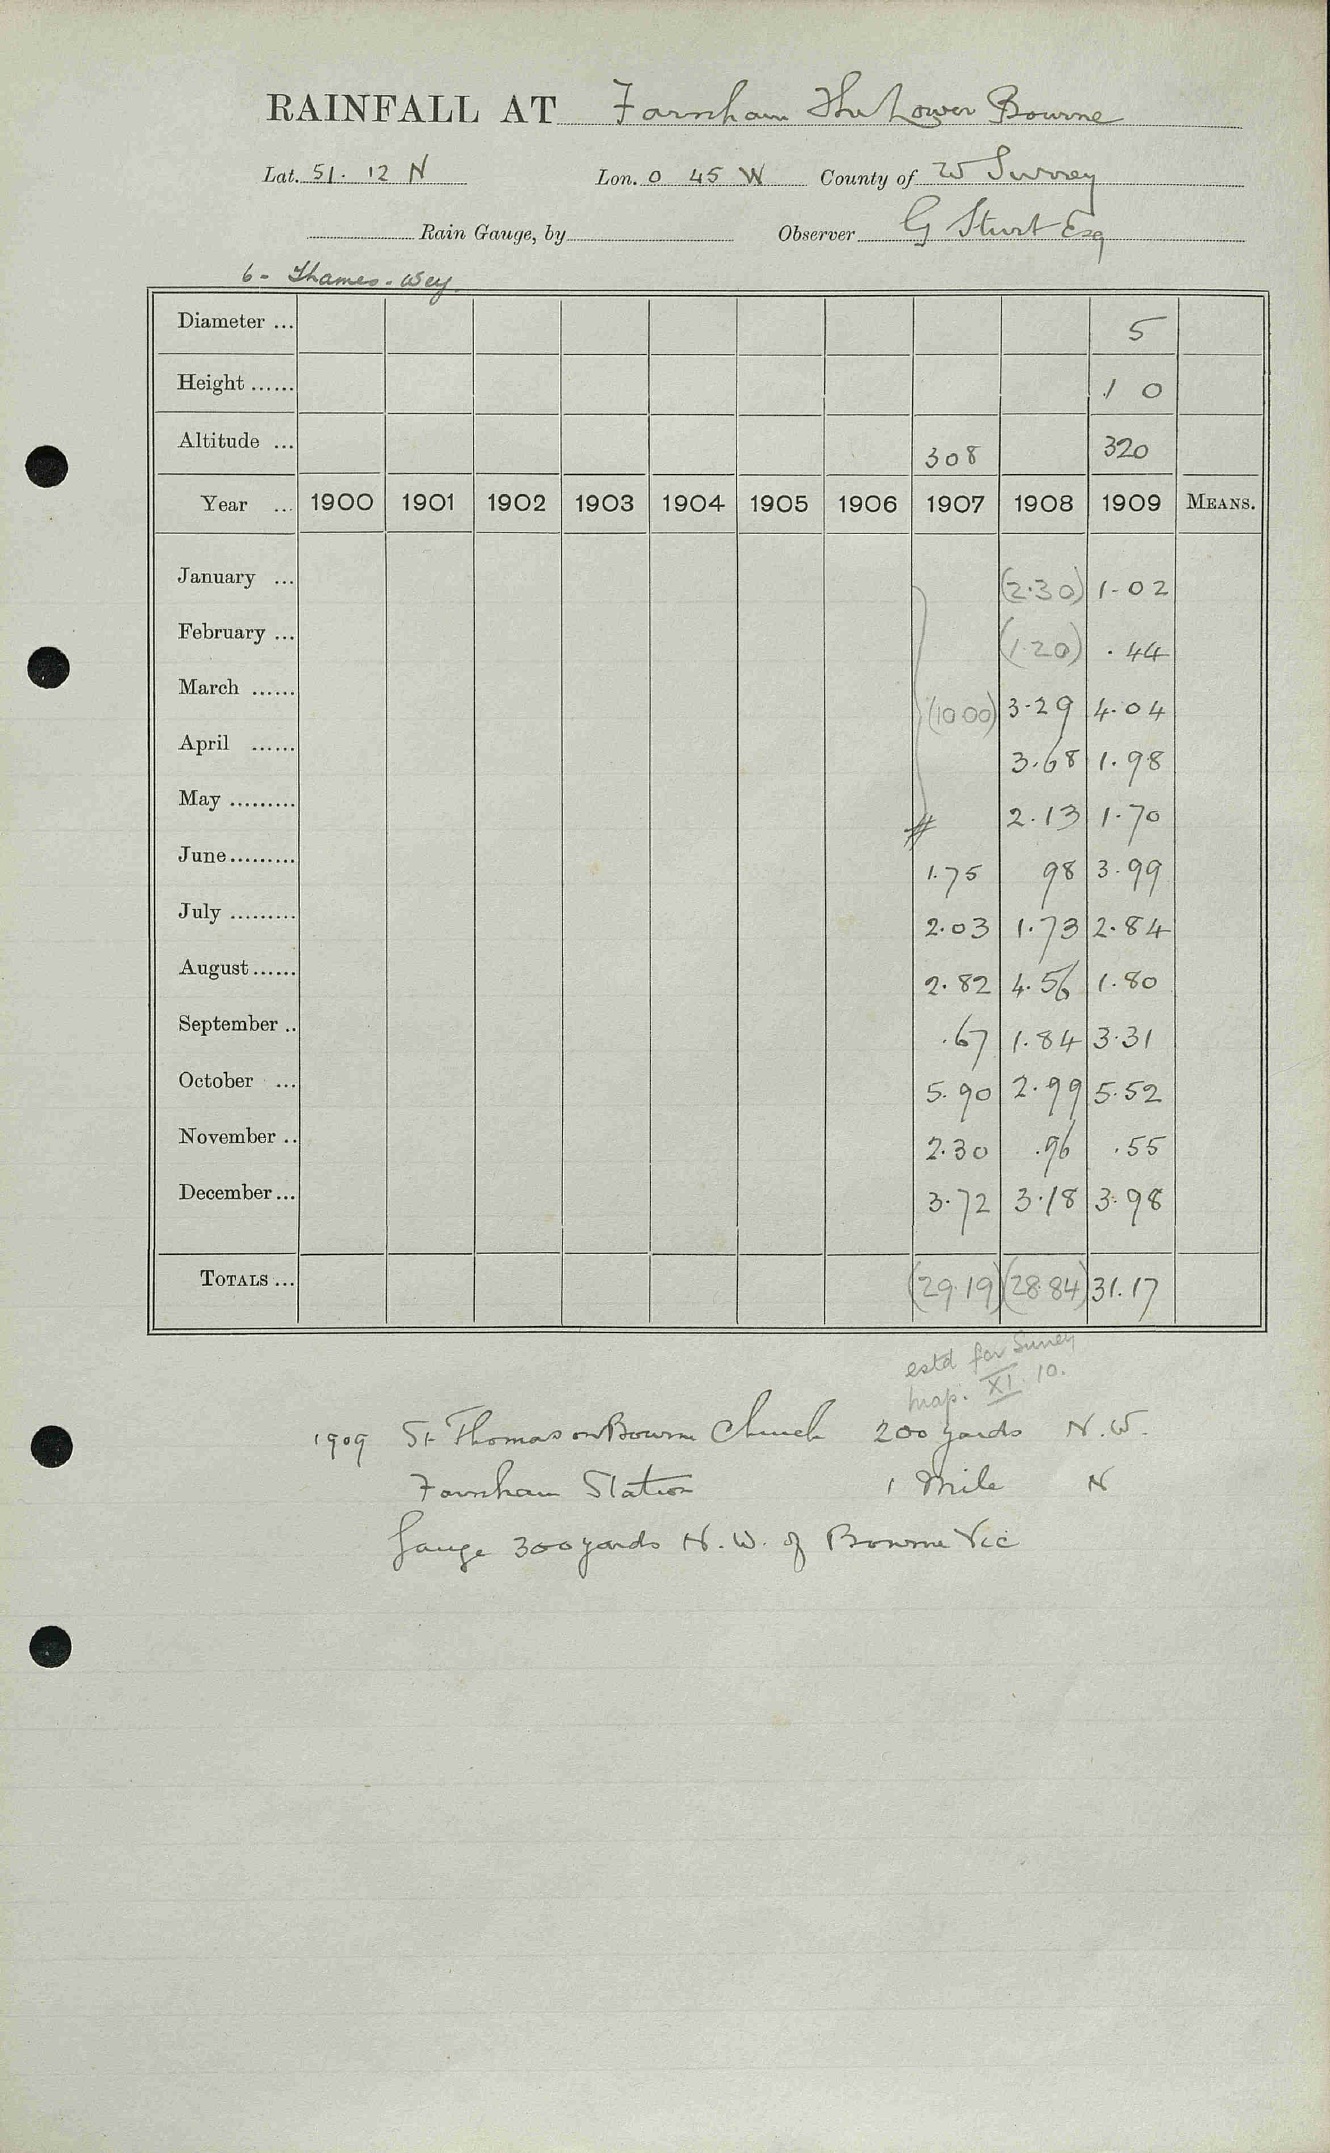 RAINFALL AT Farnham The Lower Bourne
Lat. 51. 12 N Lon. 0 45 W County of W Surrey
Rain Gauge, by Observer G Sturt Esq
6 - Thames - Wey.
Diameter ... 5
Height ...... 1 0
Altitude ... 308 320
Year ... 1900 1901 1902 1903 1904 1905 1906 1907 1908 1909 MEANS.
January ... (2.30) 1.02
February ... (1.20) .44
March ...... (10.00) 3.29 4.04
April ...... 3.68 1.98
May ......... 2.13 1.70
June ......... 1.75 98 3.99
July ......... 2.03 1.73 2.84
August ...... 2.82 4.56 1.80
September .. .67 1.84 3.31
October ... 5.90 2.99 5.52
November .. 2.30 .96 .55
December ... 3.72 3.18 3.98
TOTALS ... (29.19) (28.84) 31.17
estd for Surrey
map. XI. 10.
1909 St Thomas on Bourne Church 200 yards N.W.
Farnham Station 1 Mile N
Gauge 300 yards N.W. of Bourne Vic